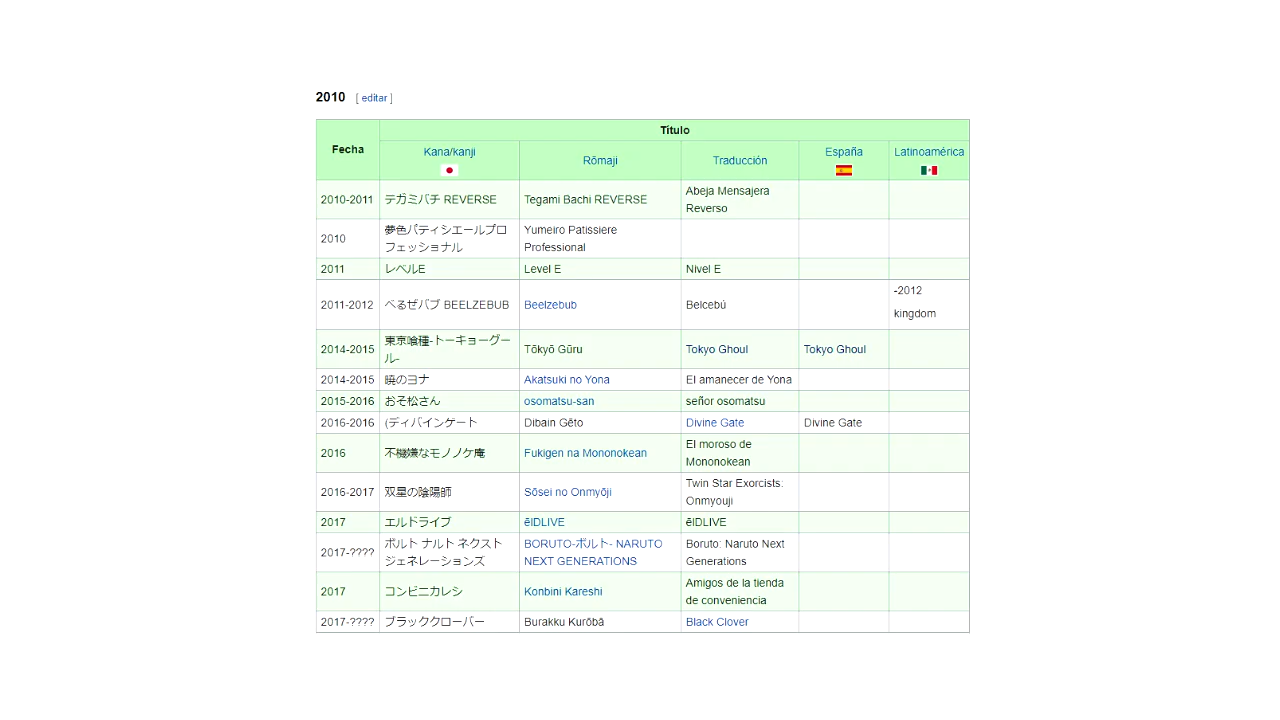 2010 [ editar ]
Fecha
Título
Kana/kanji
Rōmaji
Traducción
España
Latinoamérica
2010-2011
テガミバチ REVERSE
Tegami Bachi REVERSE
Abeja Mensajera
Reverso
2010
夢色パティシエールプロ
フェッショナル
Yumeiro Patissiere
Professional
2011
レベルE
Level E
Nivel E
2011-2012
べるぜバブ BEELZEBUB
Beelzebub
Belcebú
-2012
kingdom
2014-2015
東京喰種-トーキョーグー
ル-
Tōkyō Gūru
Tokyo Ghoul
Tokyo Ghoul
2014-2015
暁のヨナ
Akatsuki no Yona
El amanecer de Yona
2015-2016
おそ松さん
osomatsu-san
señor osomatsu
2016-2016
(ディバインゲート
Dibain Gēto
Divine Gate
Divine Gate
2016
不機嫌なモノノケ庵
Fukigen na Mononokean
El moroso de
Mononokean
2016-2017
双星の陰陽師
Sōsei no Onmyōji
Twin Star Exorcists:
Onmyouji
2017
エルドライブ
ēlDLIVE
ēlDLIVE
2017-????
ボルト ナルト ネクスト
ジェネレーションズ
BORUTO-ボルト- NARUTO
NEXT GENERATIONS
Boruto: Naruto Next
Generations
2017
コンビニカレシ
Konbini Kareshi
Amigos de la tienda
de conveniencia
2017-????
ブラッククローバー
Burakku Kurōbā
Black Clover